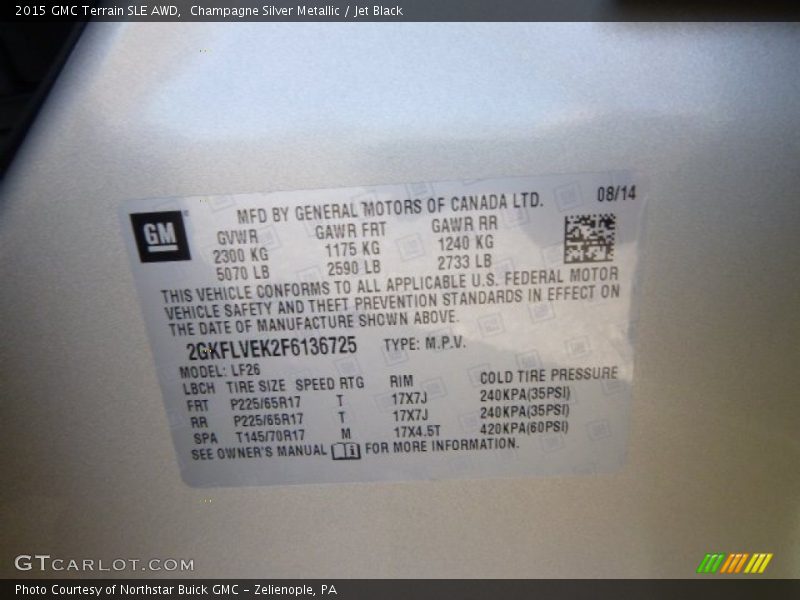 2015 GMC Terrain SLE AWD,  Champagne Silver Metallic / Jet Black
GM
MFD BY GENERAL MOTORS OF CANADA LTD. 08/14
GVWR GAWR FRT GAWR RR
2300 KG 1175 KG 1240 KG
5070 LB 2590 LB 2733 LB
THIS VEHICLE CONFORMS TO ALL APPLICABLE U.S. FEDERAL MOTOR
VEHICLE SAFETY AND THEFT PREVENTION STANDARDS IN EFFECT ON
THE DATE OF MANUFACTURE SHOWN ABOVE.
2GKFLVEK2F6136725 TYPE: M.P.V.
MODEL: LF26
LBCH TIRE SIZE SPEED RTG RIM COLD TIRE PRESSURE
FRT P225/65R17 T 17X7J 240KPA(35PSI)
RR P225/65R17 T 17X7J 240KPA(35PSI)
SPA T145/70R17 M 17X4.5T 420KPA(60PSI)
SEE OWNER'S MANUAL FOR MORE INFORMATION.
GTCARLOT.COM
Photo Courtesy of Northstar Buick GMC - Zelienople, PA